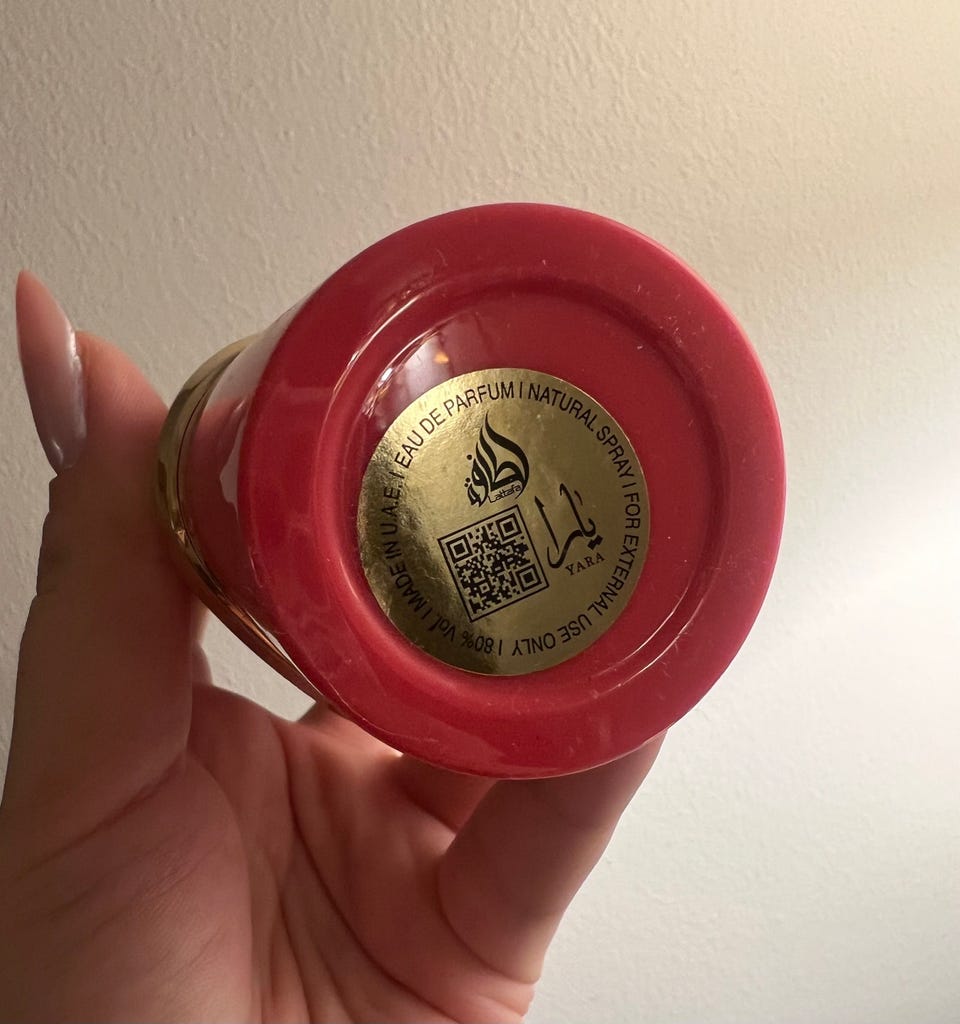 EAU DE PARFUM | NATURAL SPRAY | FOR EXTERNAL USE ONLY | 80% Vol. | MADE IN U.A.E. |
لطافة
Lattafa
يارا
YARA